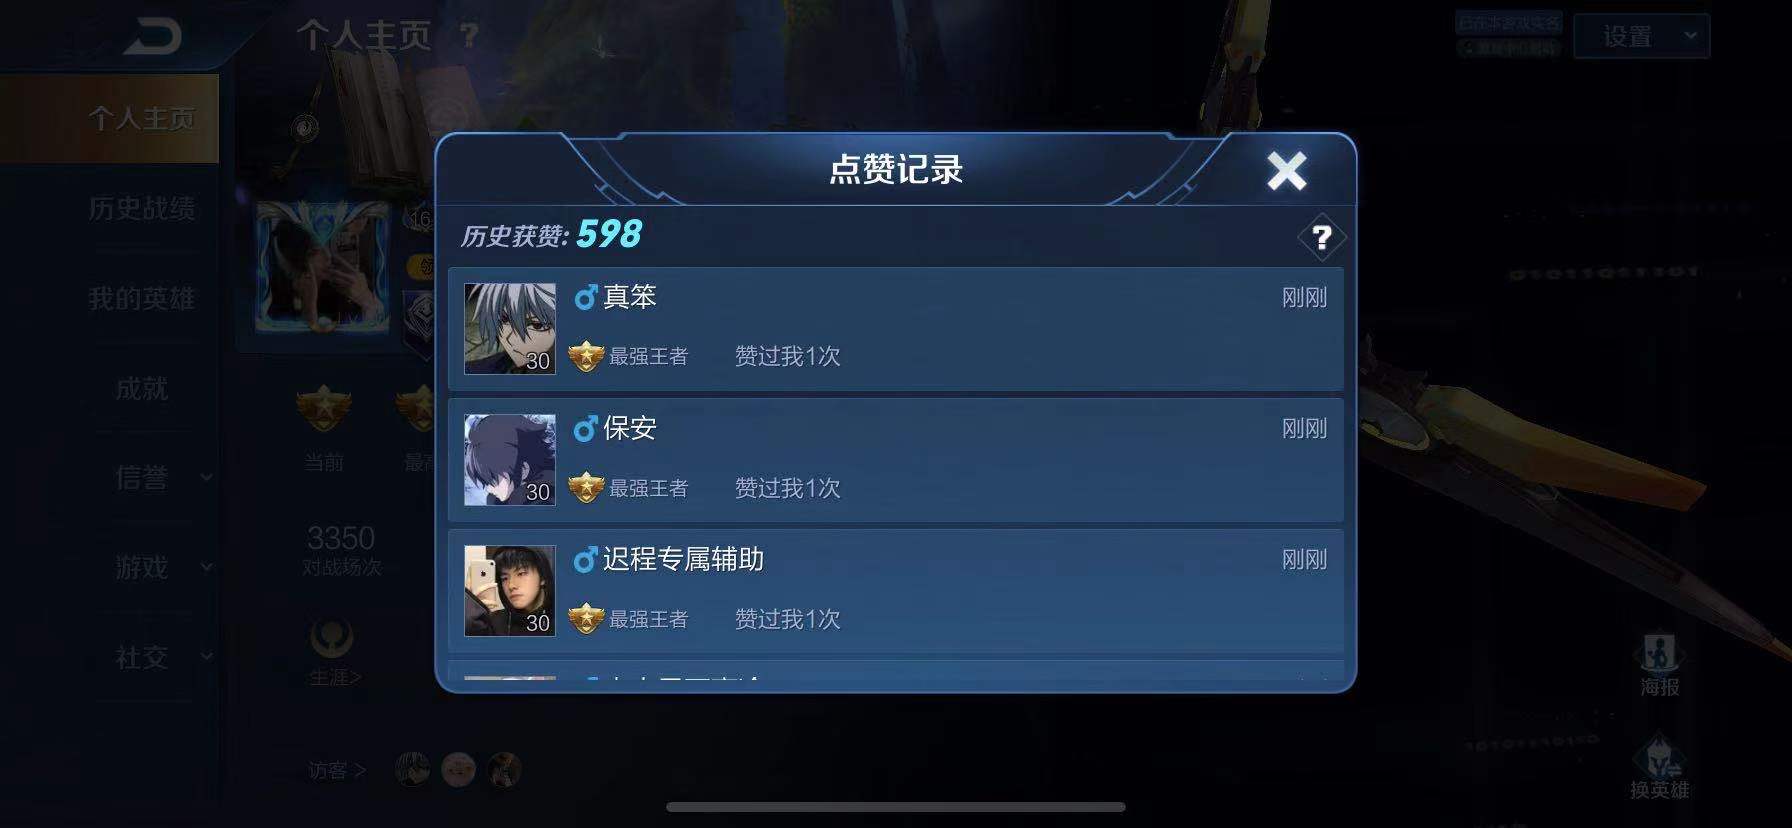 个人主页 ?
设置
个人主页
历史战绩
我的英雄
成就
信誉
游戏
社交
16
当前
3350
对战场次
生涯>
访客>
点赞记录
历史获赞: 598
?
真笨
刚刚
30
最强王者 赞过我1次
保安
刚刚
30
最强王者 赞过我1次
迟程专属辅助
刚刚
30
最强王者 赞过我1次
海报
换英雄